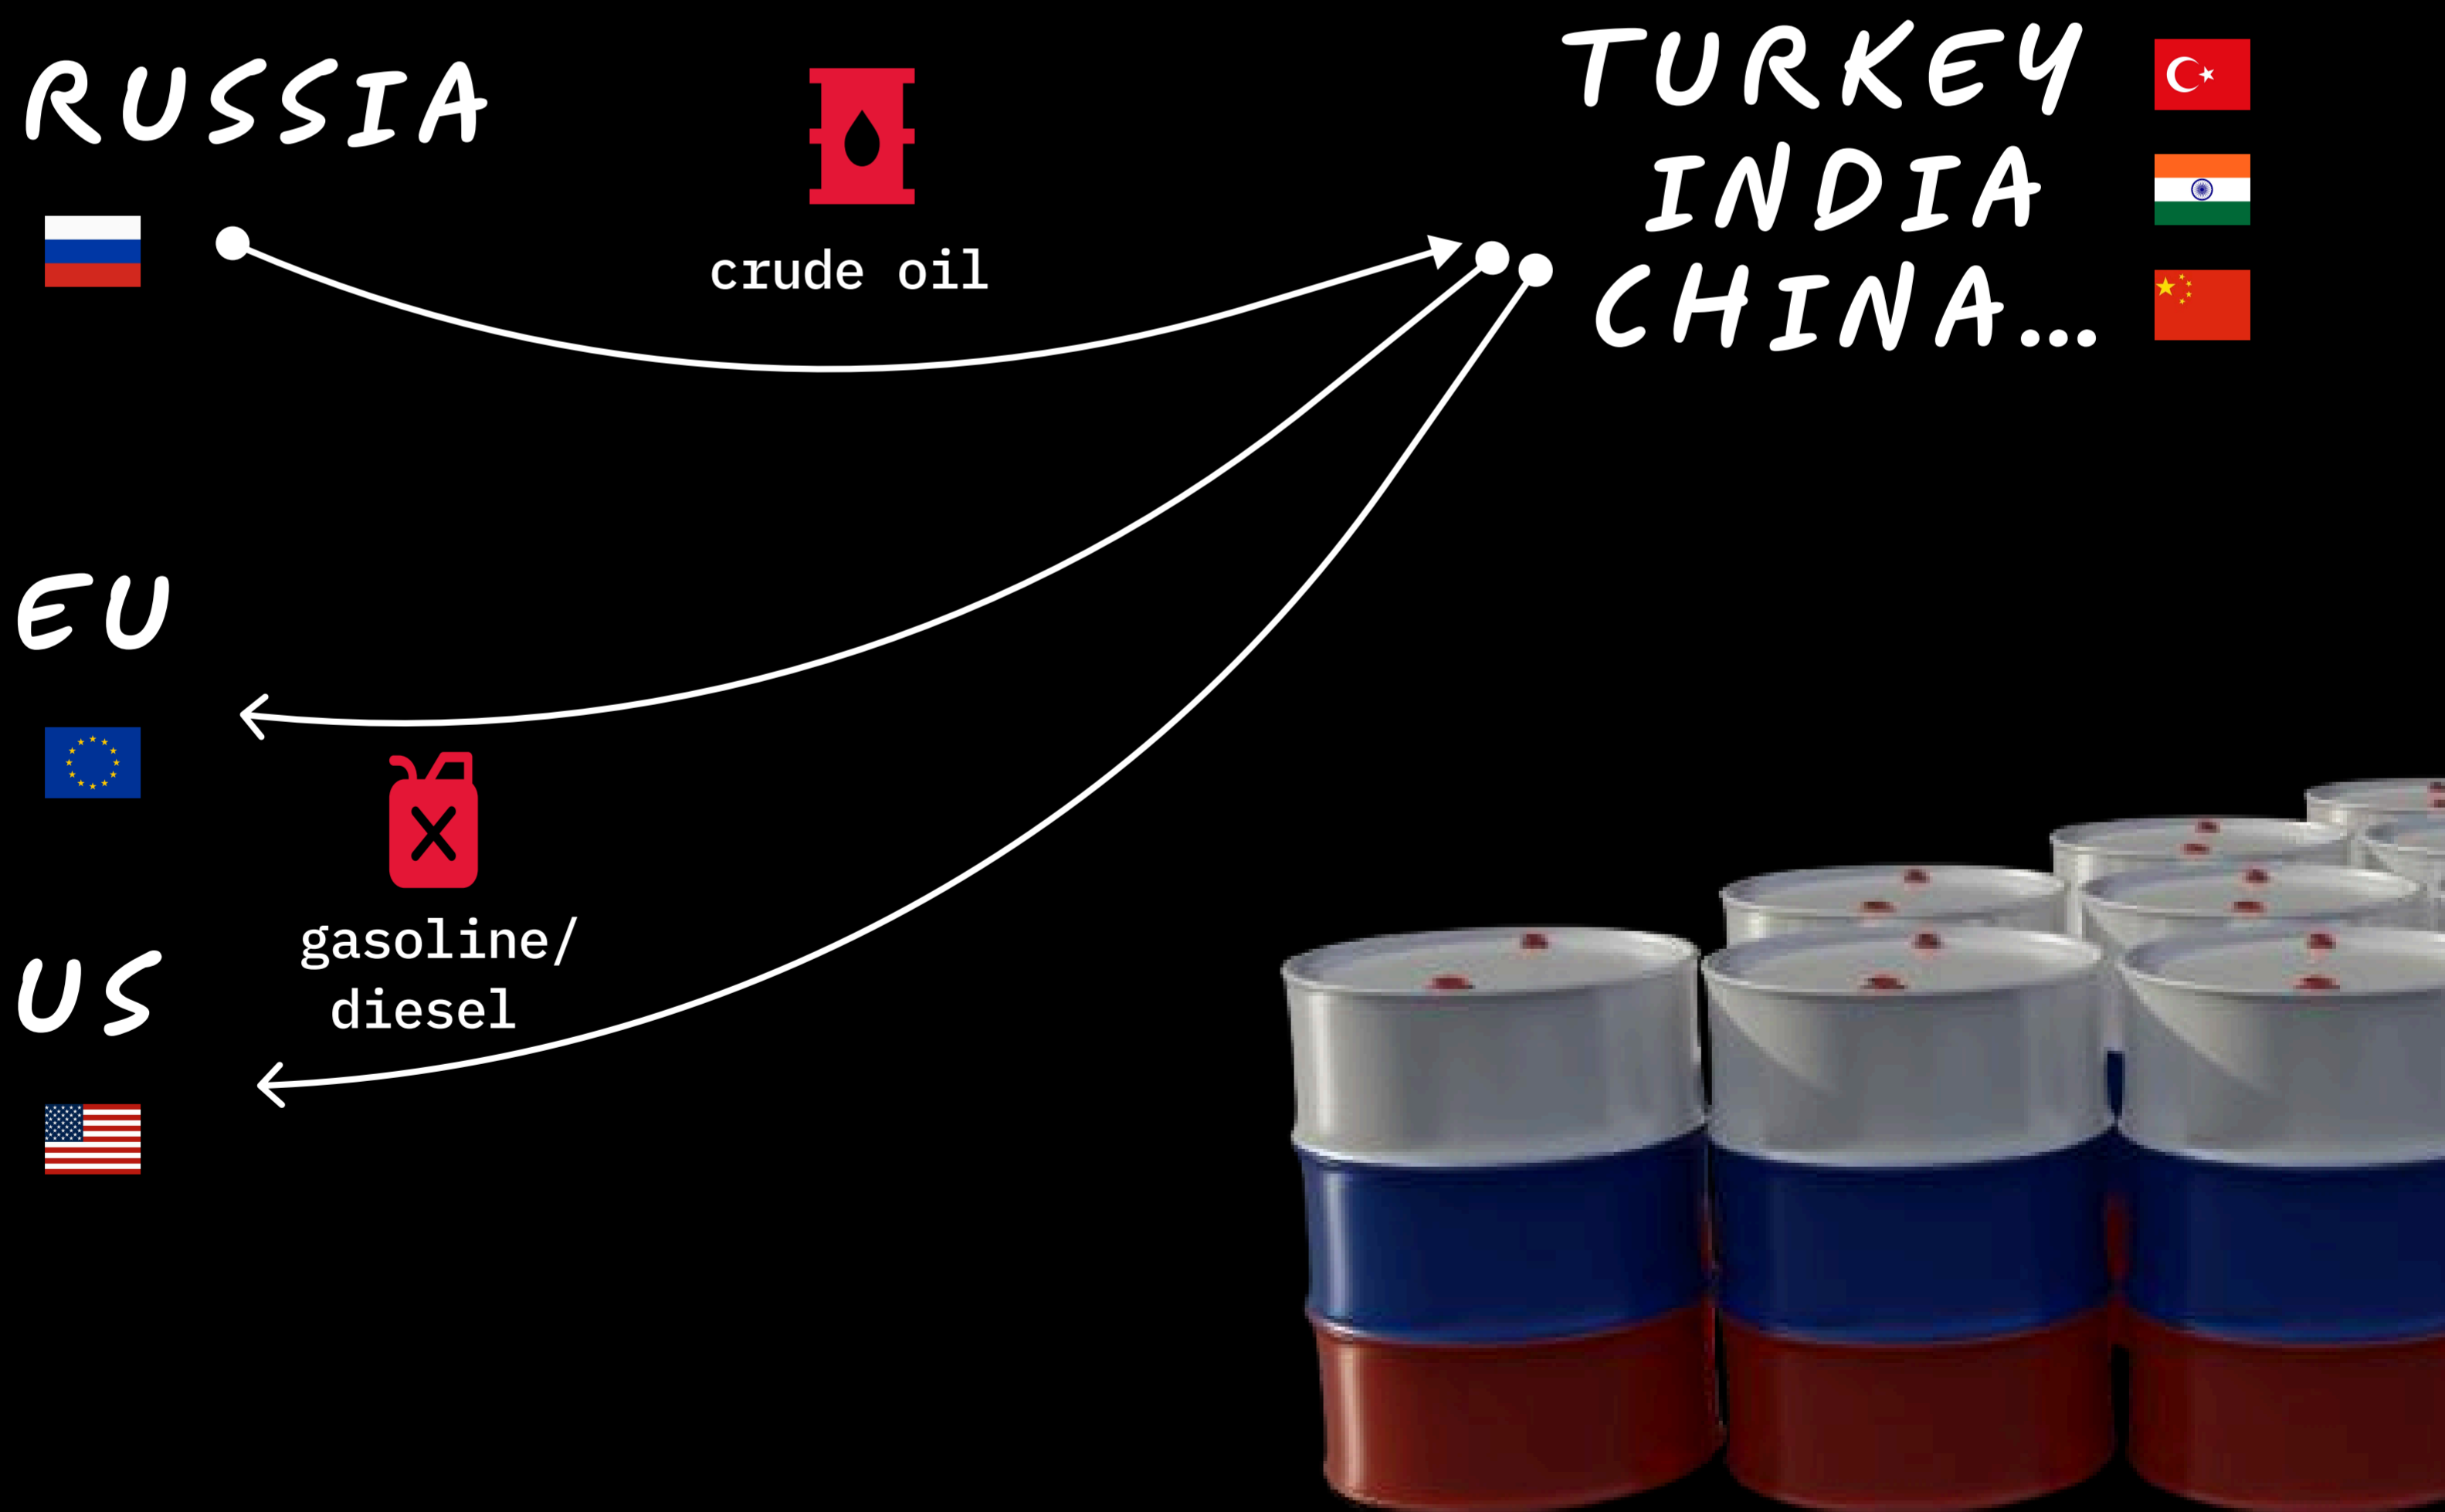 RUSSIA
crude oil
TURKEY
INDIA
CHINA...
EU
gasoline/
diesel
US